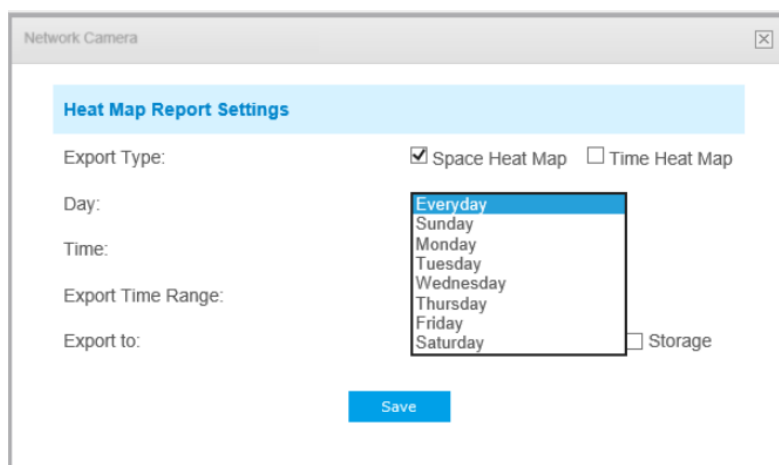 Network Camera
Heat Map Report Settings
Export Type: Space Heat Map Time Heat Map
Day: Everyday
Sunday
Time:
Monday
Tuesday
Wednesday
Export Time Range:
Thursday
Friday
Export to: Saturday Storage
Save